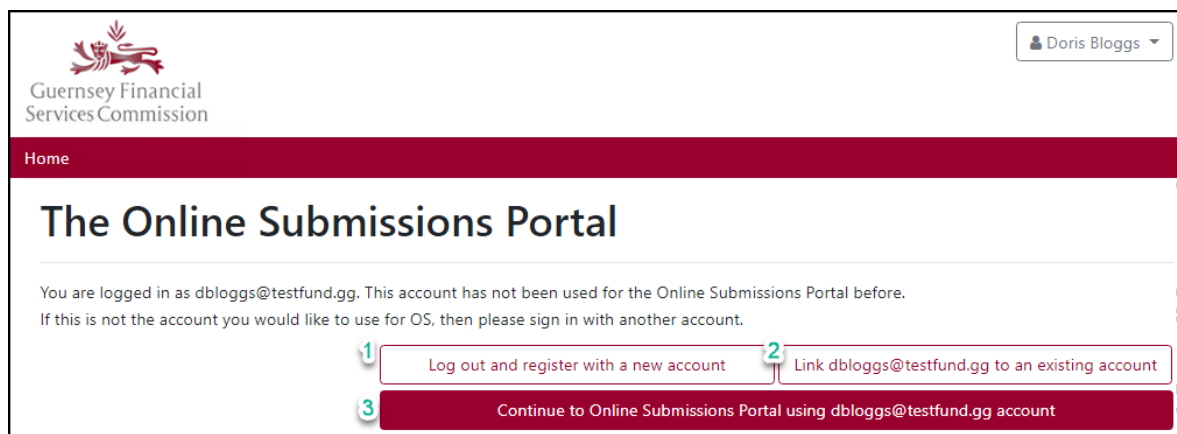 Guernsey Financial
Services Commission
Doris Bloggs
Home
The Online Submissions Portal
You are logged in as dbloggs@testfund.gg. This account has not been used for the Online Submissions Portal before.
If this is not the account you would like to use for OS, then please sign in with another account.
1 Log out and register with a new account
2 Link dbloggs@testfund.gg to an existing account
3 Continue to Online Submissions Portal using dbloggs@testfund.gg account